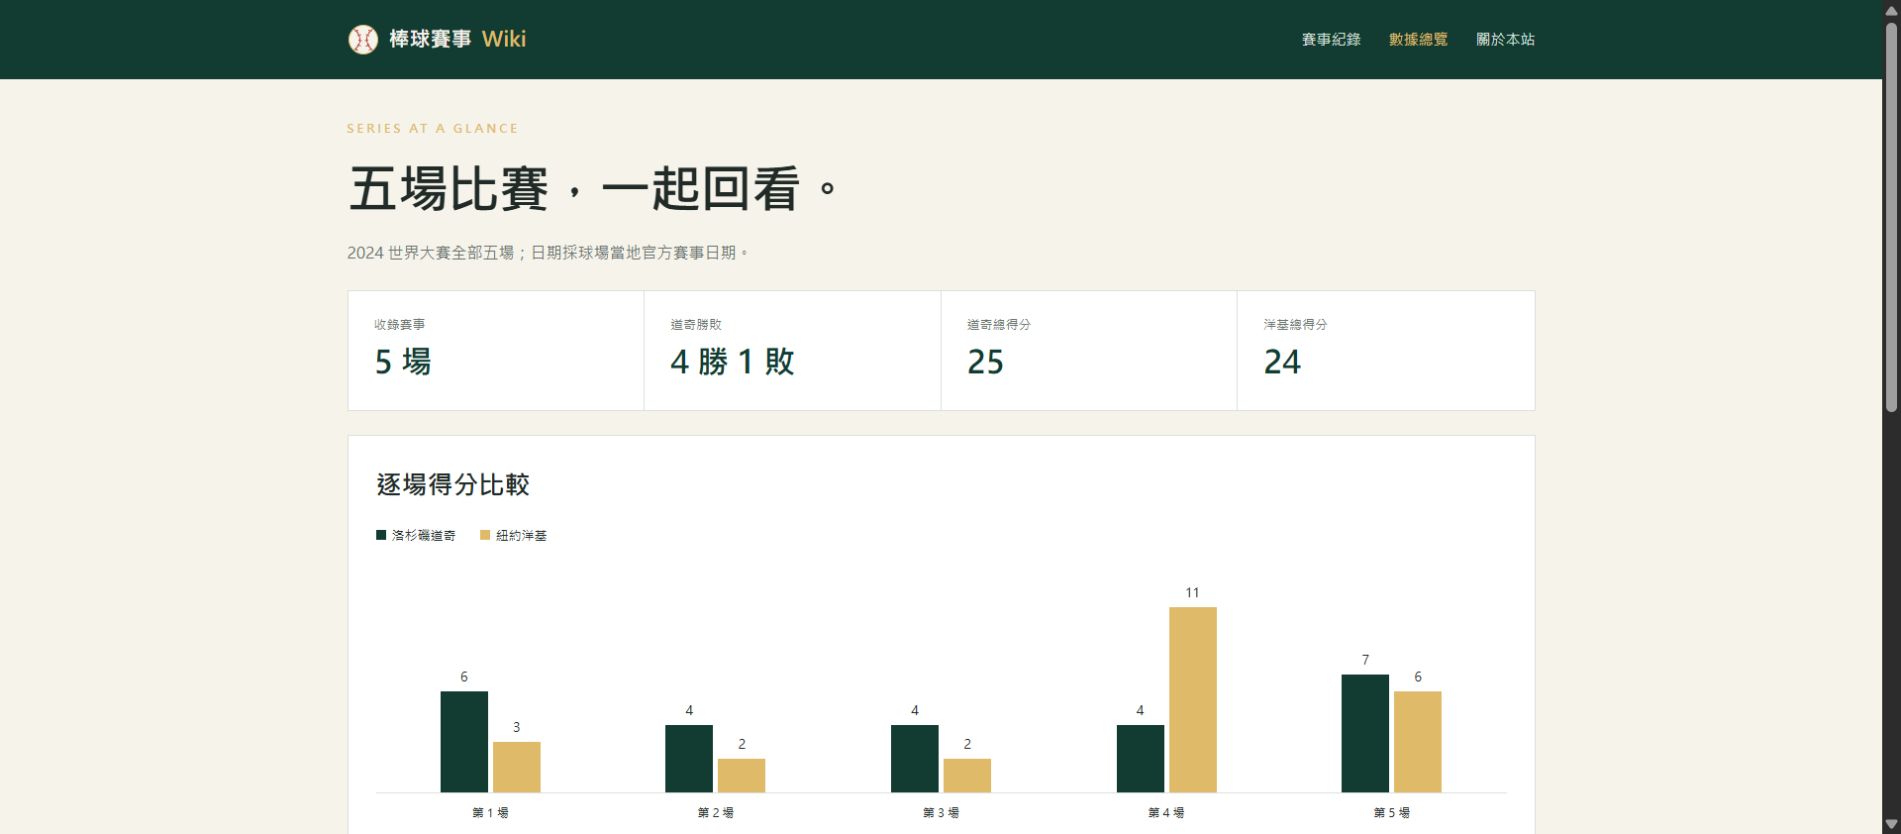 棒球賽事 Wiki
賽事紀錄 數據總覽 關於本站
SERIES AT A GLANCE
五場比賽，一起回看。
2024 世界大賽全部五場；日期採球場當地官方賽事日期。
收錄賽事 道奇勝敗 道奇總得分 洋基總得分
5 場 4 勝 1 敗 25 24
逐場得分比較
洛杉磯道奇 紐約洋基
6 3 4 2 4 2 4 11 7 6
第 1 場 第 2 場 第 3 場 第 4 場 第 5 場